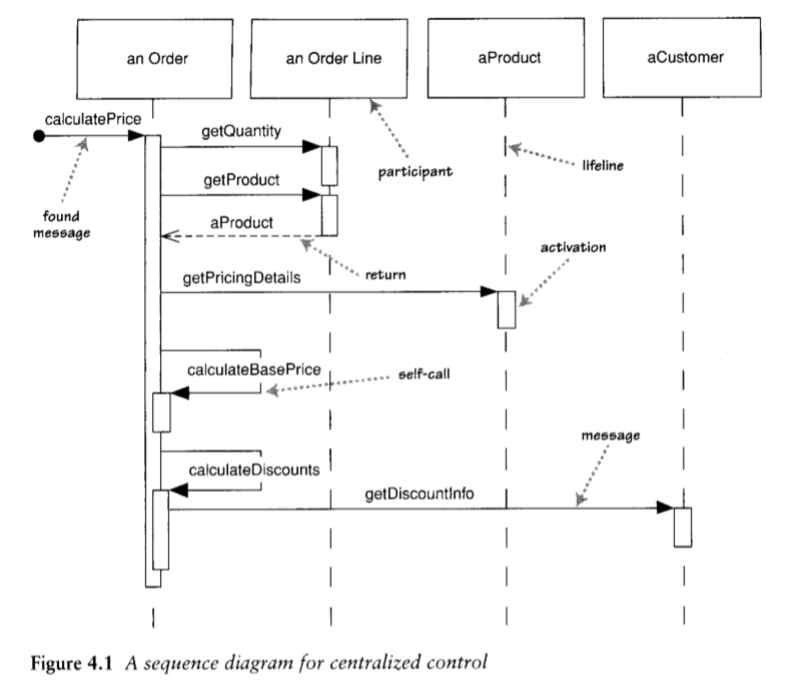 an Order
an Order Line
aProduct
aCustomer
calculatePrice
getQuantity
participant
lifeline
getProduct
found
message
aProduct
return
activation
getPricingDetails
calculateBasePrice
self-call
message
calculateDiscounts
getDiscountInfo
Figure 4.1 A sequence diagram for centralized control